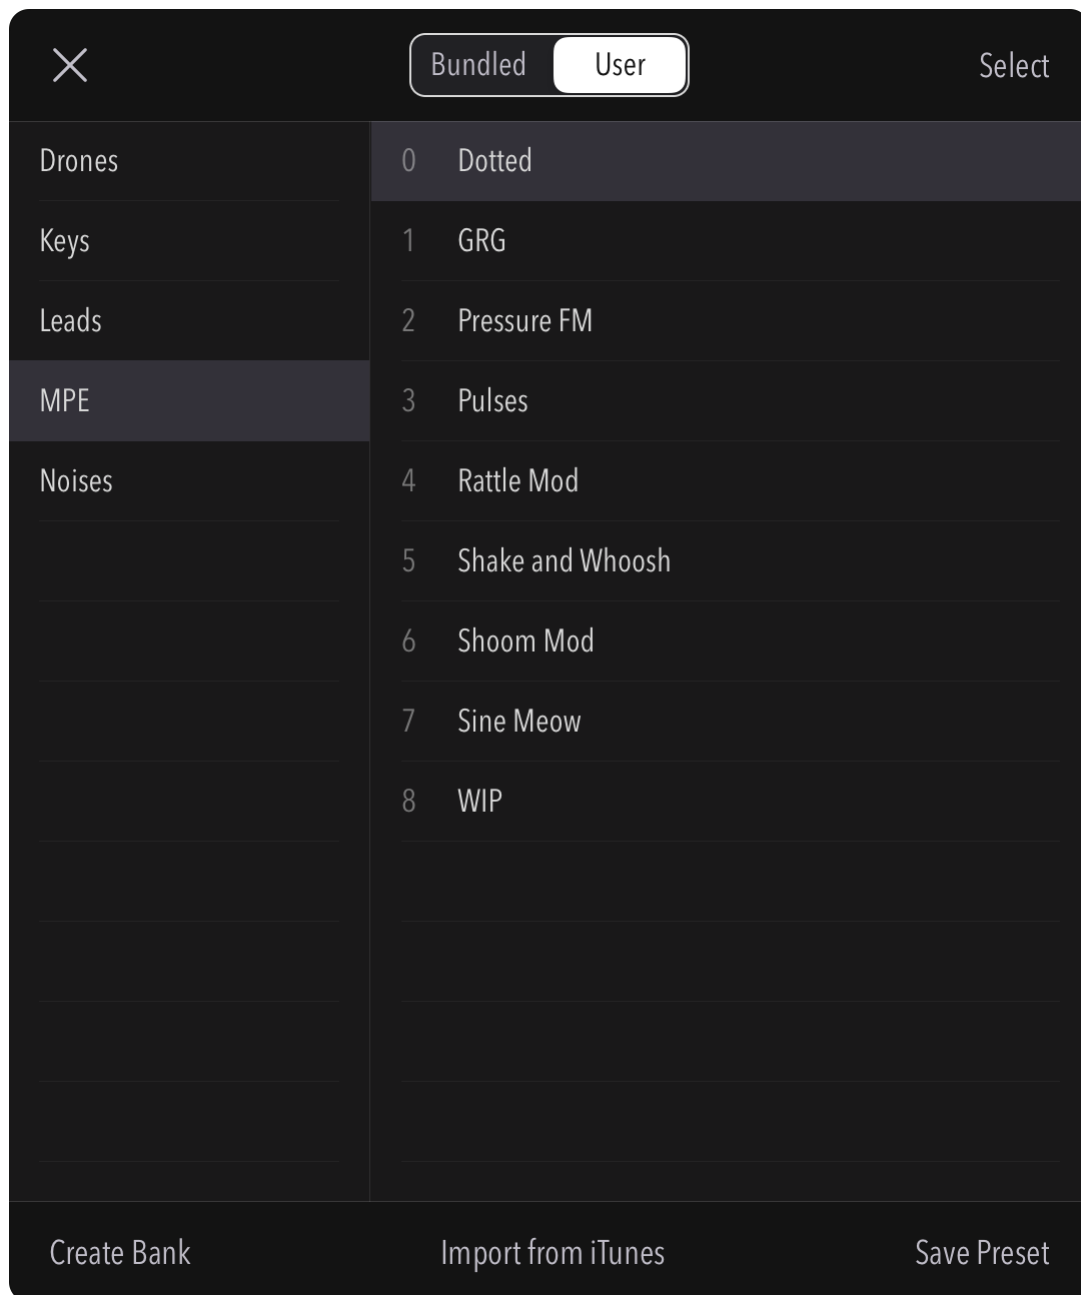 Bundled User Select
Drones
Keys
Leads
MPE
Noises
0 Dotted
1 GRG
2 Pressure FM
3 Pulses
4 Rattle Mod
5 Shake and Whoosh
6 Shoom Mod
7 Sine Meow
8 WIP
Create Bank Import from iTunes Save Preset